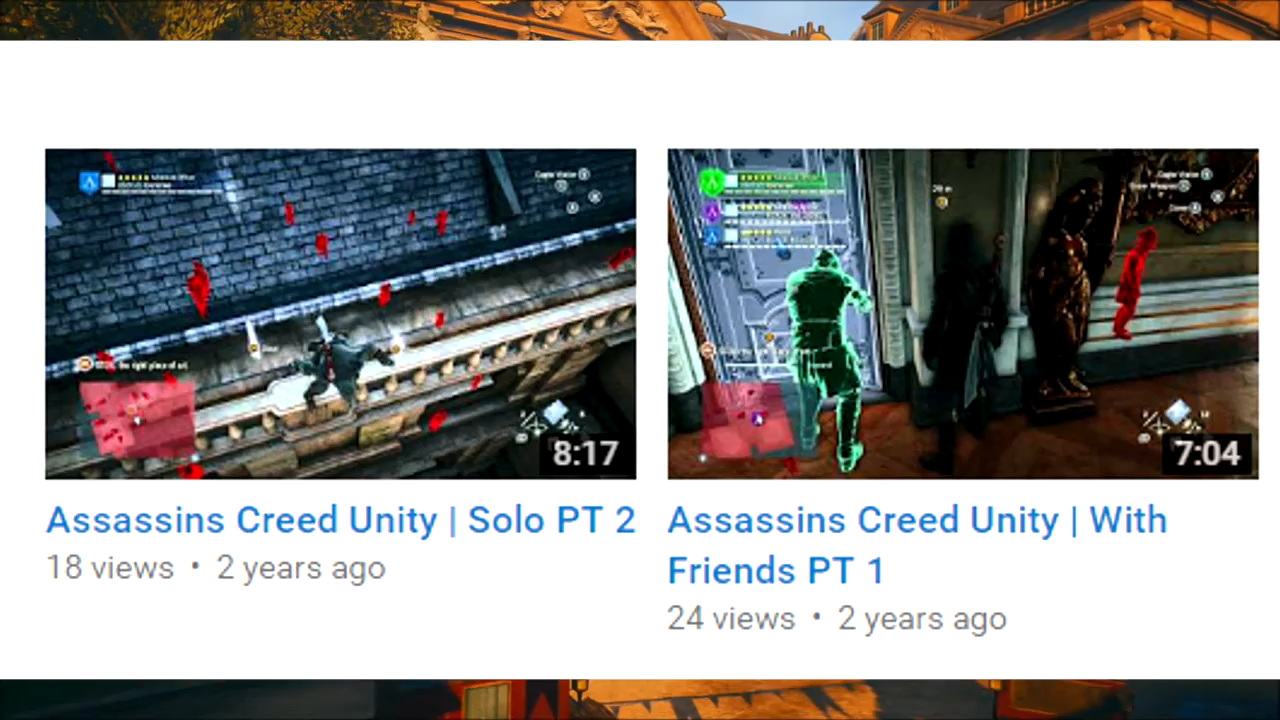 8:17
7:04
Assassins Creed Unity | Solo PT 2
18 views • 2 years ago
Assassins Creed Unity | With
Friends PT 1
24 views • 2 years ago